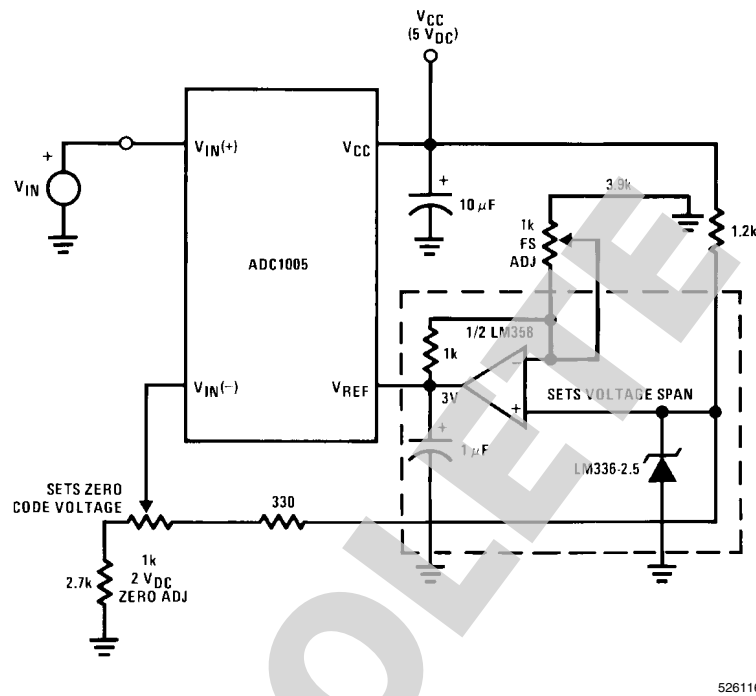 VCC
(5 VDC)
VIN(+)
VCC
+
VIN
+
10 µF
3.9k
1k
FS
ADJ
1.2k
ADC1005
1/2 LM358
1k
VIN(−)
VREF
3V
−
+
SETS VOLTAGE SPAN
+
1 µF
LM336-2.5
SETS ZERO
CODE VOLTAGE
330
1k
2 VDC
ZERO ADJ
2.7k
OLETE